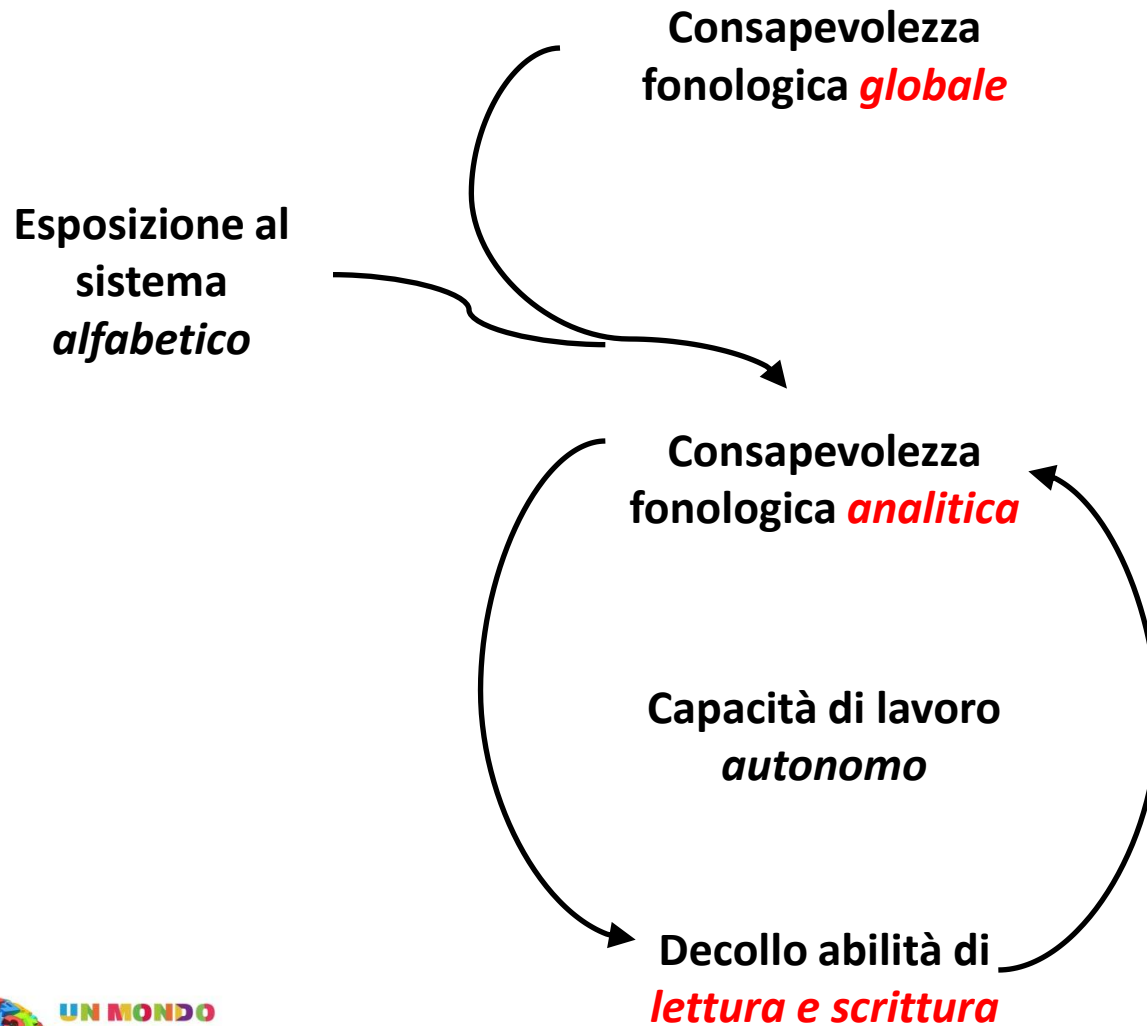 Consapevolezza
fonologica globale
Esposizione al
sistema
alfabetico
Consapevolezza
fonologica analitica
Capacità di lavoro
autonomo
Decollo abilità di
lettura e scrittura
UN MONDO